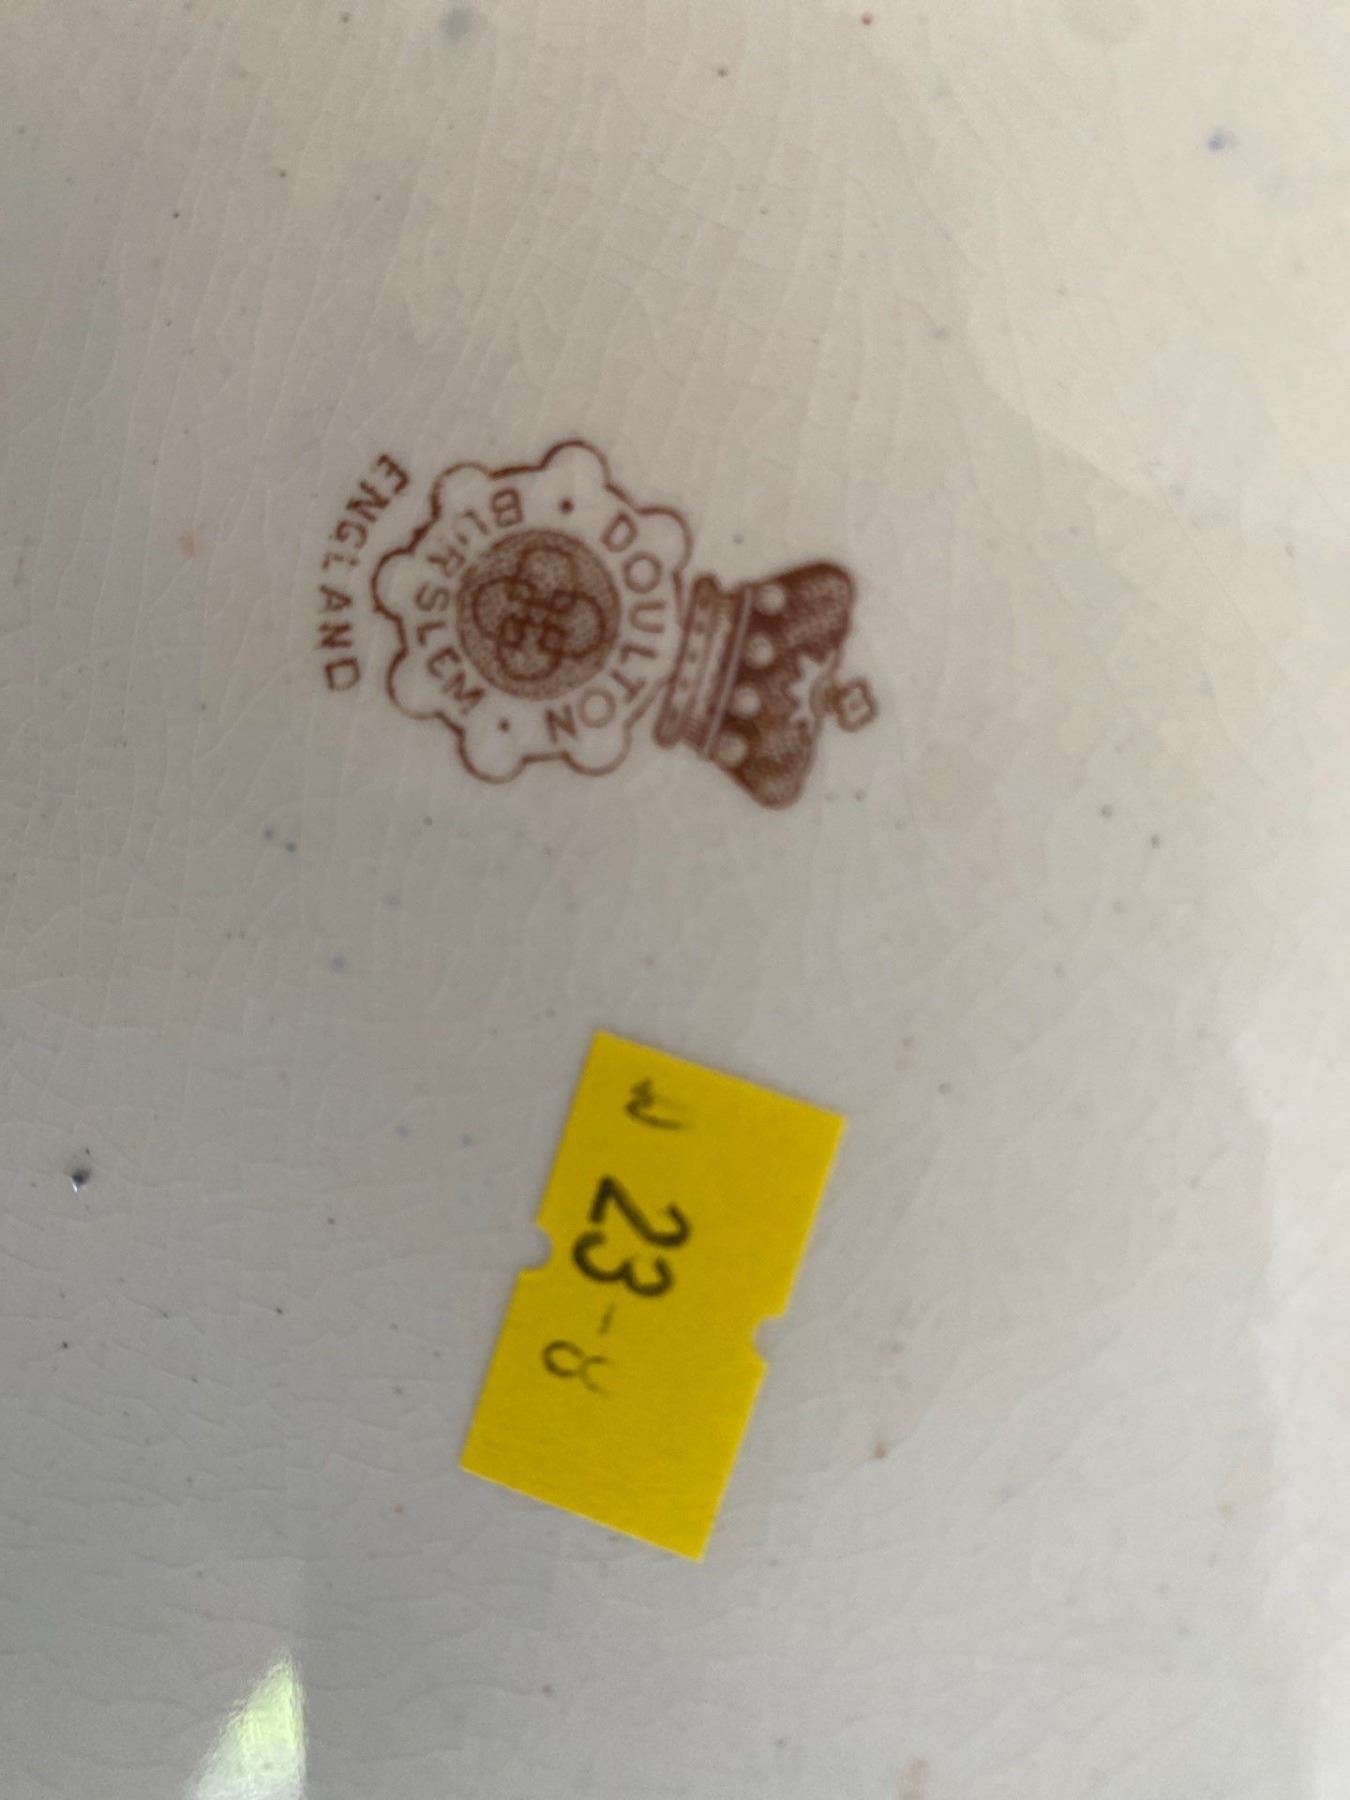 DOULTON
BURSLEM
ENGLAND
23-8